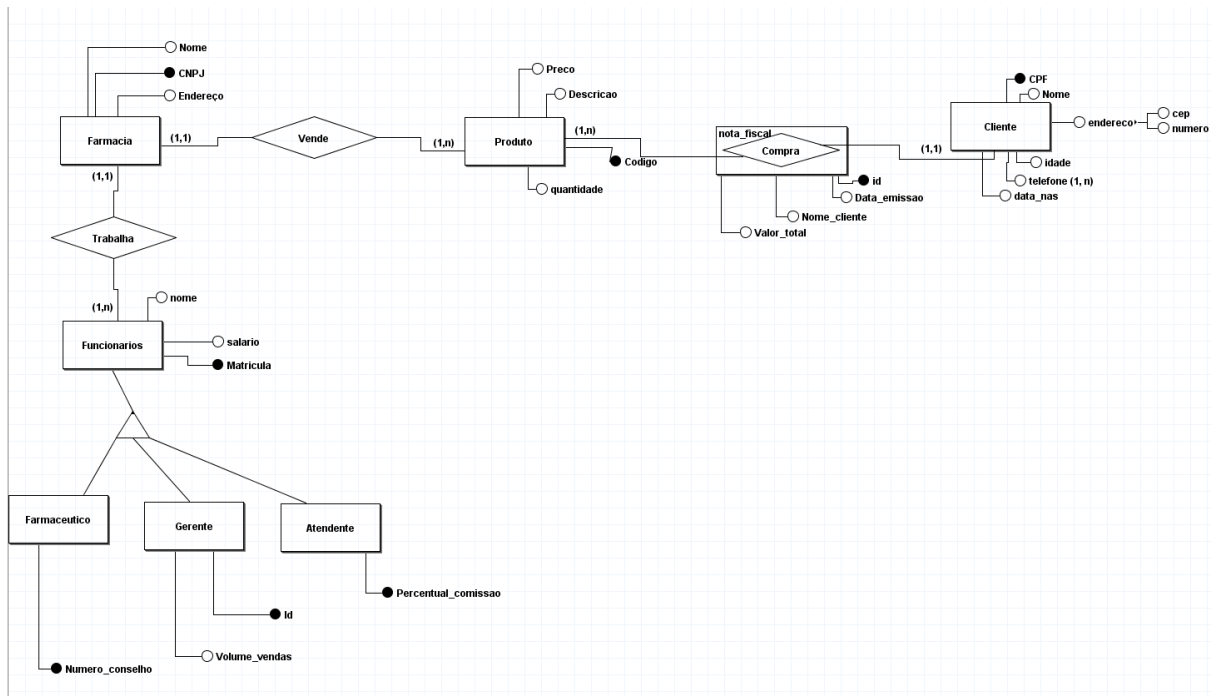 Nome
CNPJ
Endereço
Farmacia
(1,1)
Vende
(1,n)
Preco
Descricao
Produto
(1,n)
Codigo
quantidade
nota_fiscal
Compra
id
Data_emissao
Nome_cliente
Valor_total
(1,1)
CPF
Nome
Cliente
endereco
cep
numero
idade
telefone (1, n)
data_nas
(1,1)
Trabalha
(1,n)
nome
Funcionarios
salario
Matricula
Farmaceutico
Gerente
Atendente
Percentual_comissao
Id
Volume_vendas
Numero_conselho